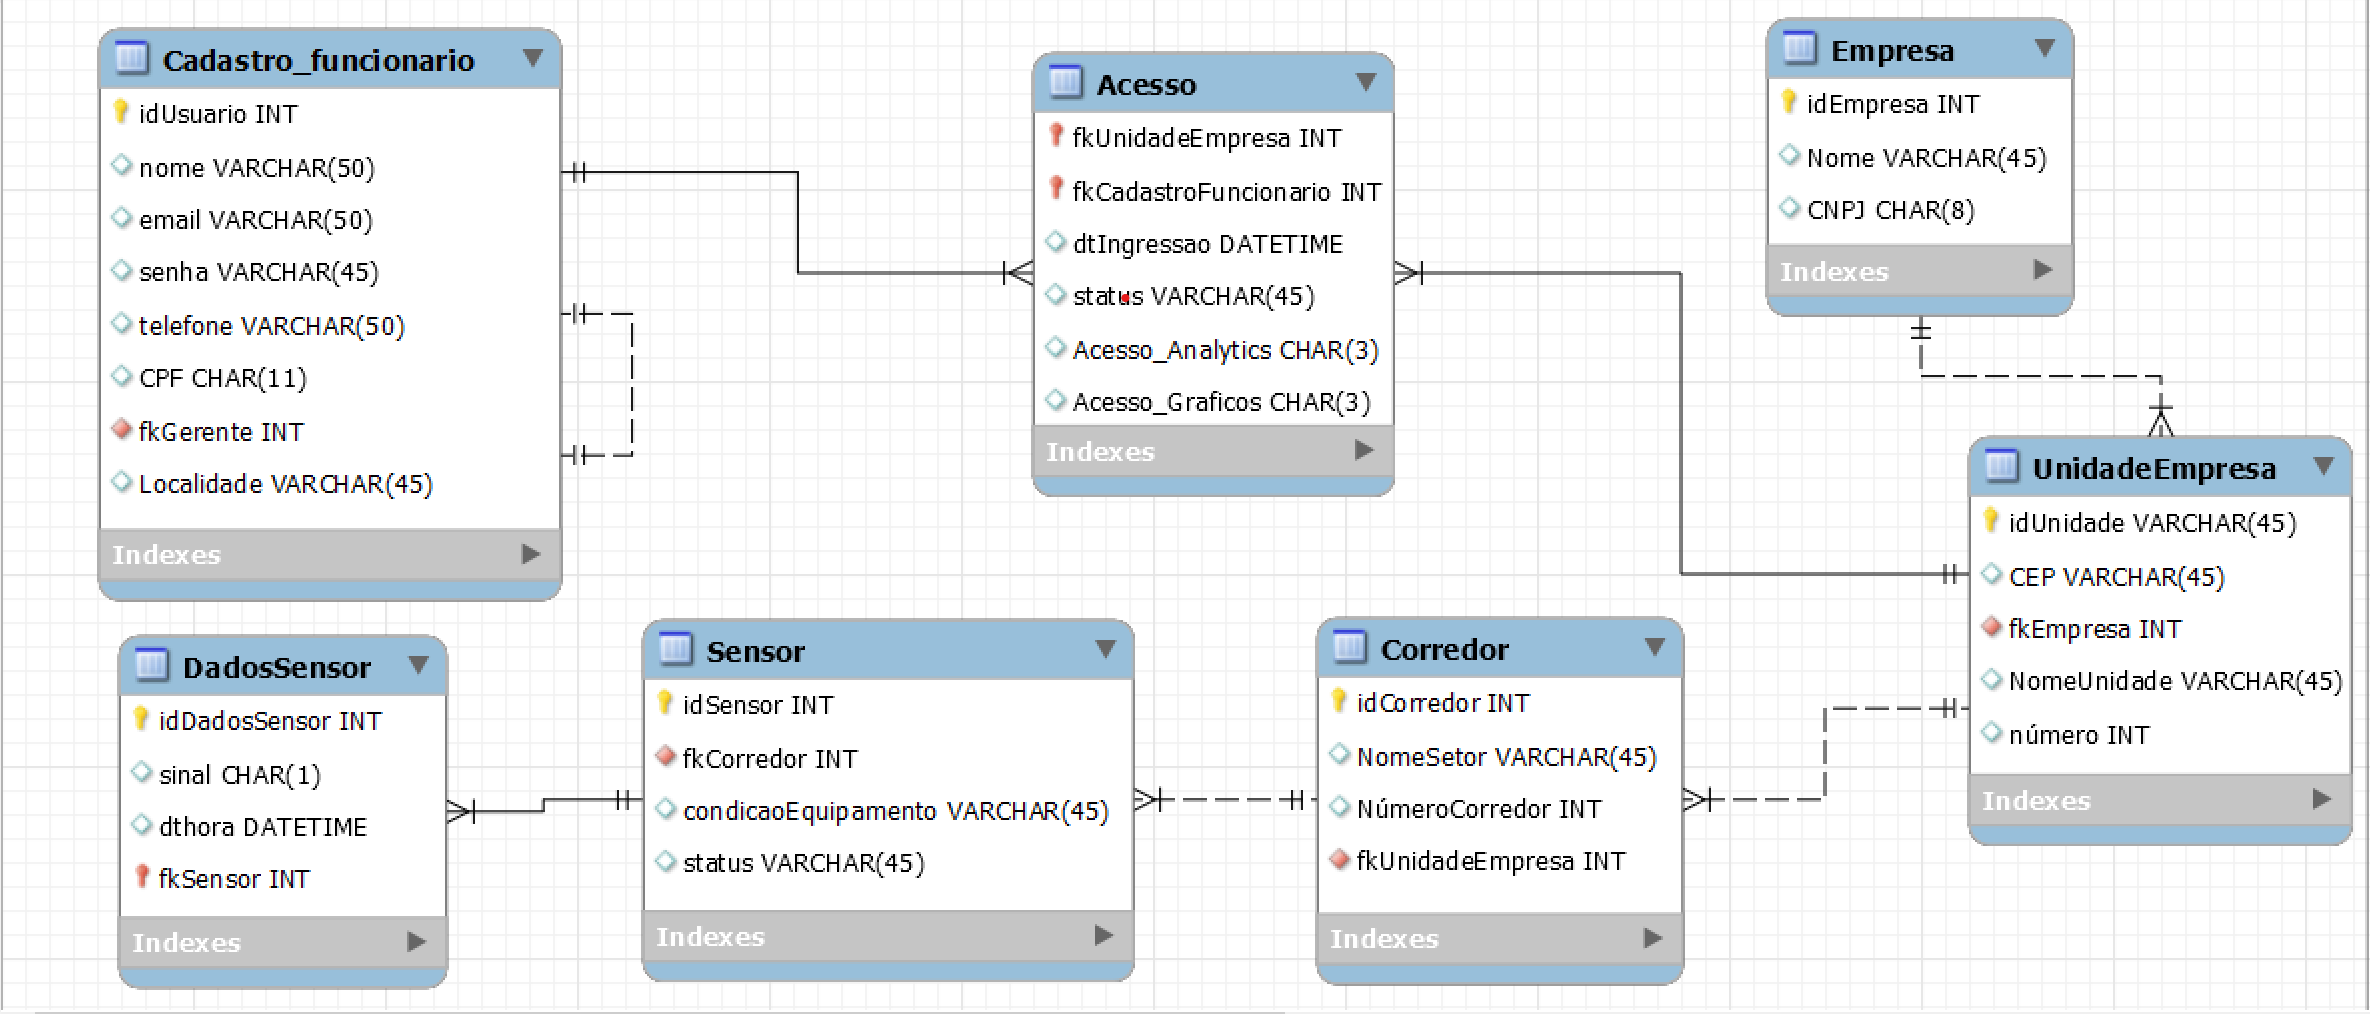 Cadastro_funcionario
idUsuario INT
nome VARCHAR(50)
email VARCHAR(50)
senha VARCHAR(45)
telefone VARCHAR(50)
CPF CHAR(11)
fkGerente INT
Localidade VARCHAR(45)
Indexes
Acesso
fkUnidadeEmpresa INT
fkCadastroFuncionario INT
dtIngressao DATETIME
status VARCHAR(45)
Acesso_Analytics CHAR(3)
Acesso_Graficos CHAR(3)
Indexes
Empresa
idEmpresa INT
Nome VARCHAR(45)
CNPJ CHAR(8)
Indexes
UnidadeEmpresa
idUnidade VARCHAR(45)
CEP VARCHAR(45)
fkEmpresa INT
NomeUnidade VARCHAR(45)
número INT
Indexes
DadosSensor
idDadosSensor INT
sinal CHAR(1)
dthora DATETIME
fkSensor INT
Indexes
Sensor
idSensor INT
fkCorredor INT
condicaoEquipamento VARCHAR(45)
status VARCHAR(45)
Indexes
Corredor
idCorredor INT
NomeSetor VARCHAR(45)
NúmeroCorredor INT
fkUnidadeEmpresa INT
Indexes